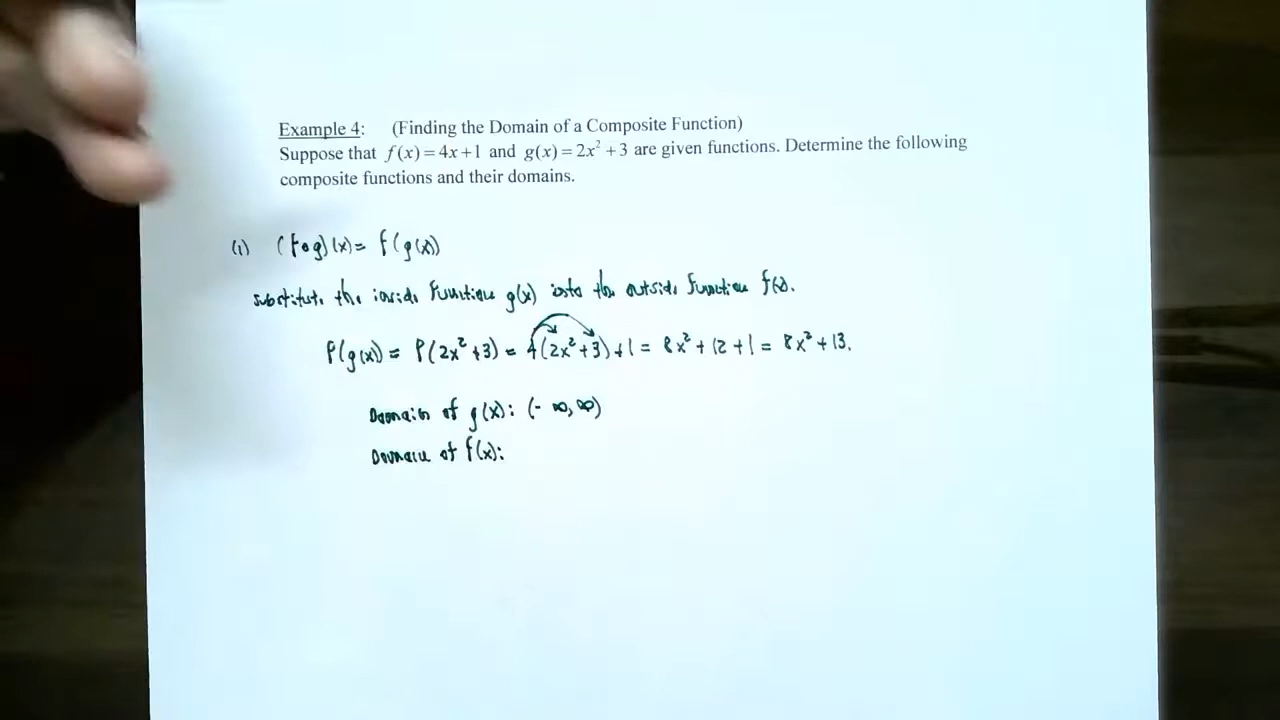 Example 4: (Finding the Domain of a Composite Function)
Suppose that f(x) = 4x + 1 and g(x) = 2x² + 3 are given functions. Determine the following
composite functions and their domains.
(1) (f∘g)(x) = f(g(x))
substitute the inside function g(x) into the outside function f(x).
f(g(x)) = f(2x² + 3) = 4(2x² + 3) + 1 = 8x² + 12 + 1 = 8x² + 13.
Domain of g(x): (-∞, ∞)
Domain of f(x):